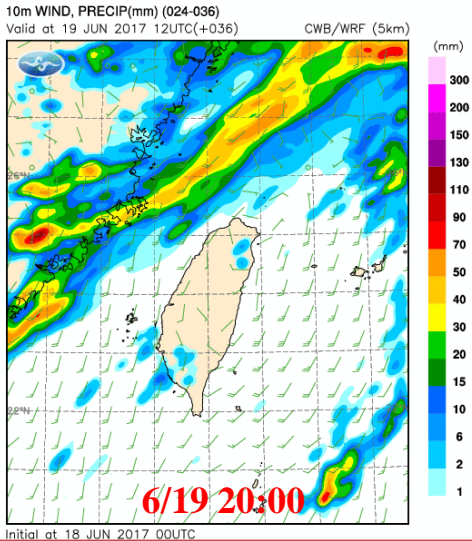 10m WIND, PRECIP(mm) (024-036)
Valid at 19 JUN 2017 12UTC(+036) CWB/WRF (5km)
(mm)
300
200
150
130
110
90
70
50
40
30
20
15
10
6
2
1
26°N
22°N
6/19 20:00
Initial at 18 JUN 2017 00UTC